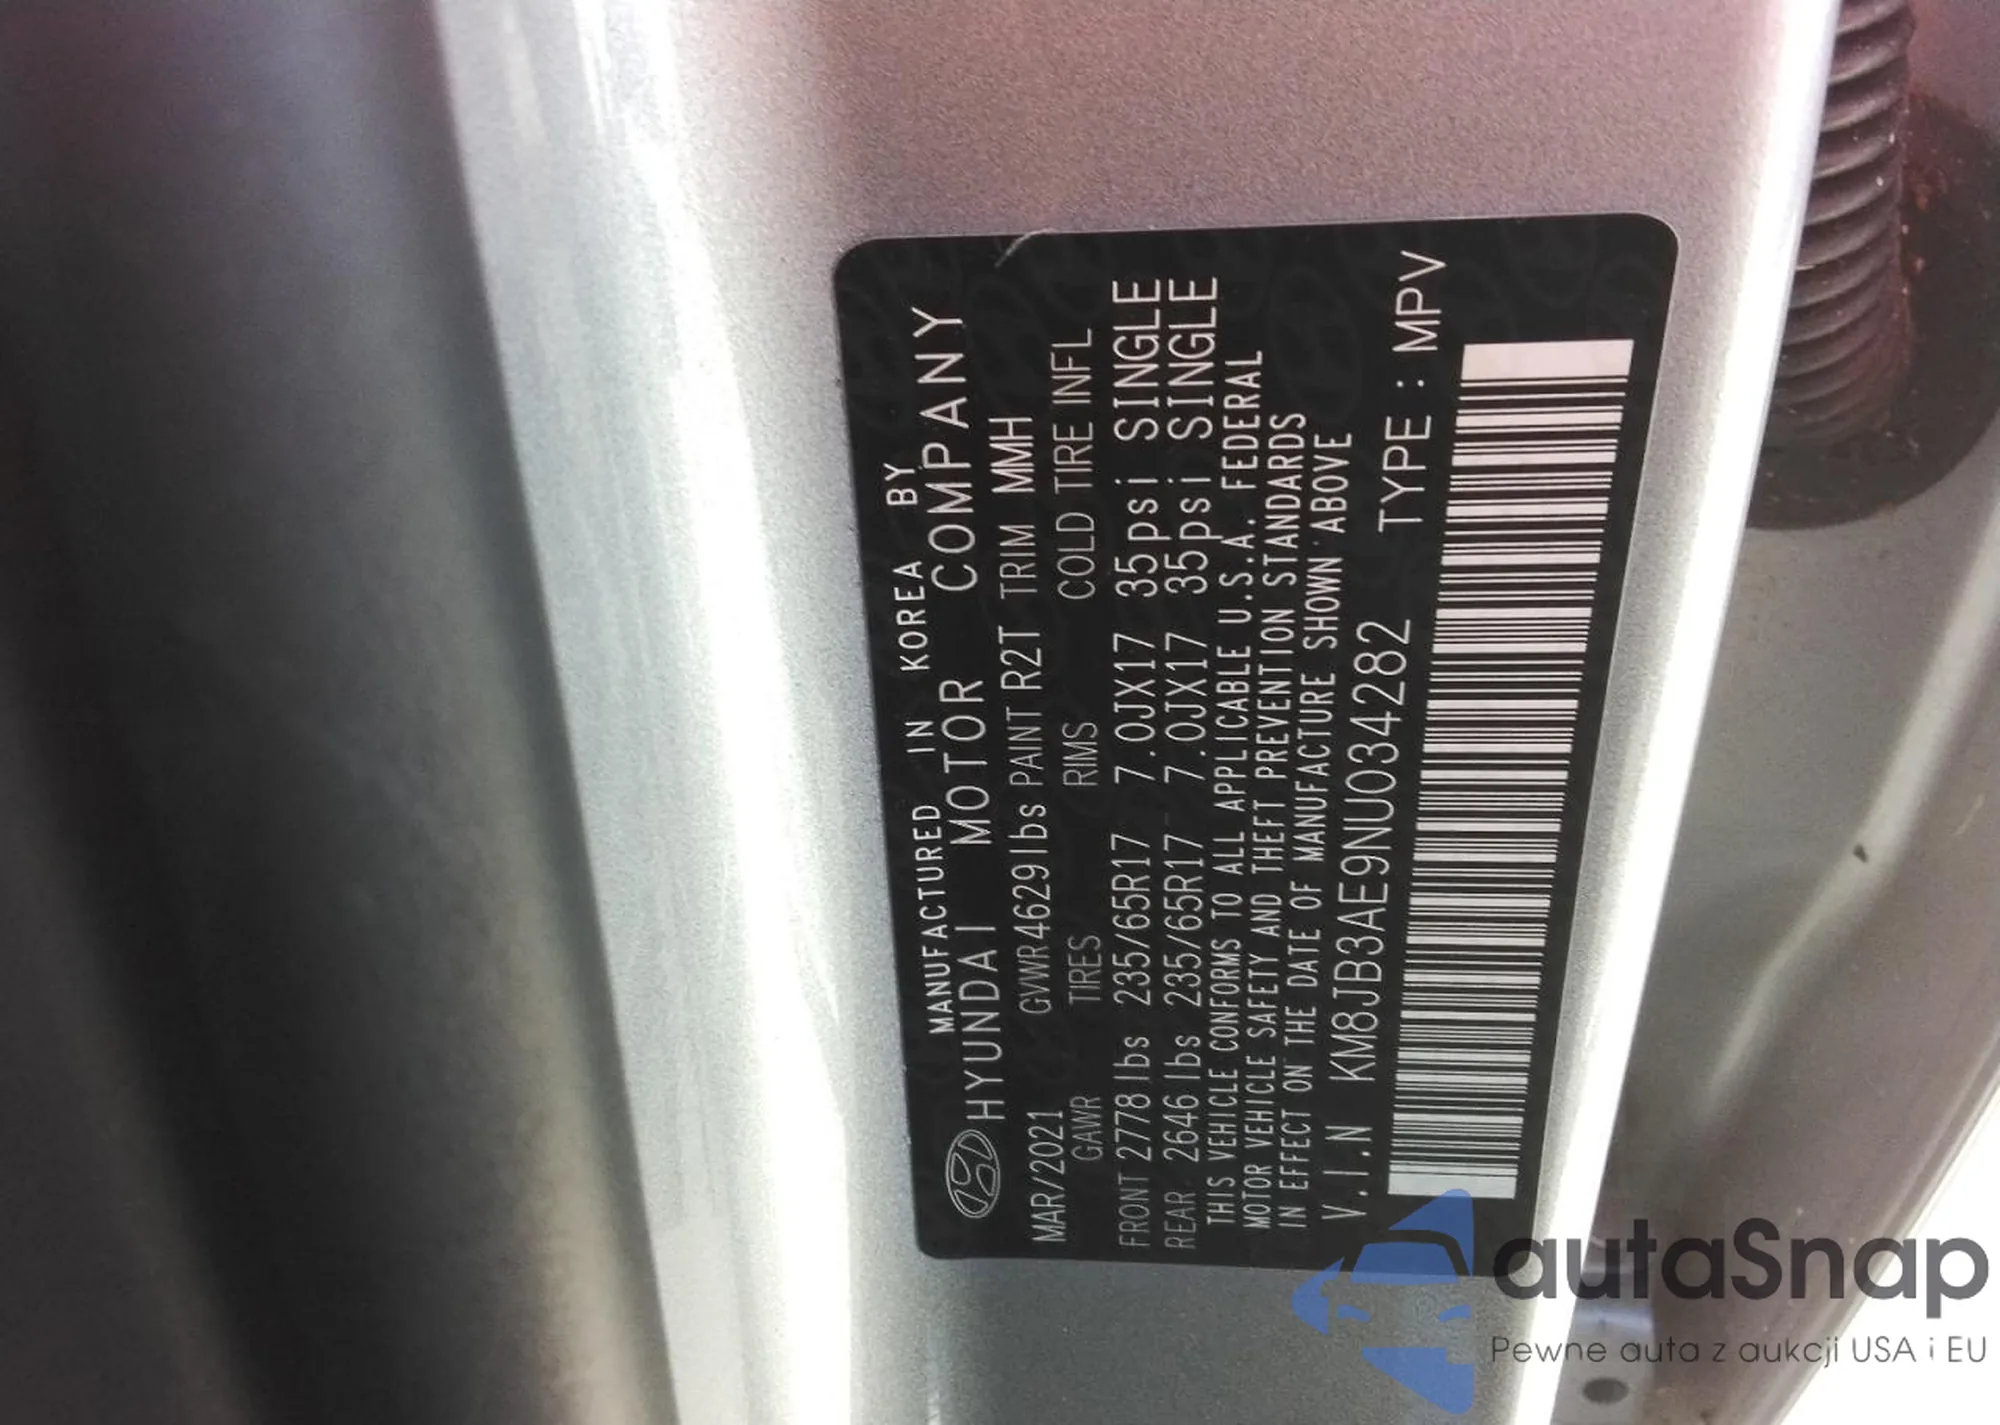 MANUFACTURED IN KOREA BY
HYUNDAI MOTOR COMPANY
MAR/2021 GVWR4629lbs PAINT R2T TRIM MMH
GAWR TIRES RIMS COLD TIRE INFL
FRONT 2778lbs 235/65R17 7.0JX17 35psi SINGLE
REAR 2646lbs 235/65R17 7.0JX17 35psi SINGLE
THIS VEHICLE CONFORMS TO ALL APPLICABLE U.S.A. FEDERAL
MOTOR VEHICLE SAFETY AND THEFT PREVENTION STANDARDS
IN EFFECT ON THE DATE OF MANUFACTURE SHOWN ABOVE
V.I.N KM8JB3AE9NU034282 TYPE : MPV
autaSnap
Pewne auta z aukcji USA i EU